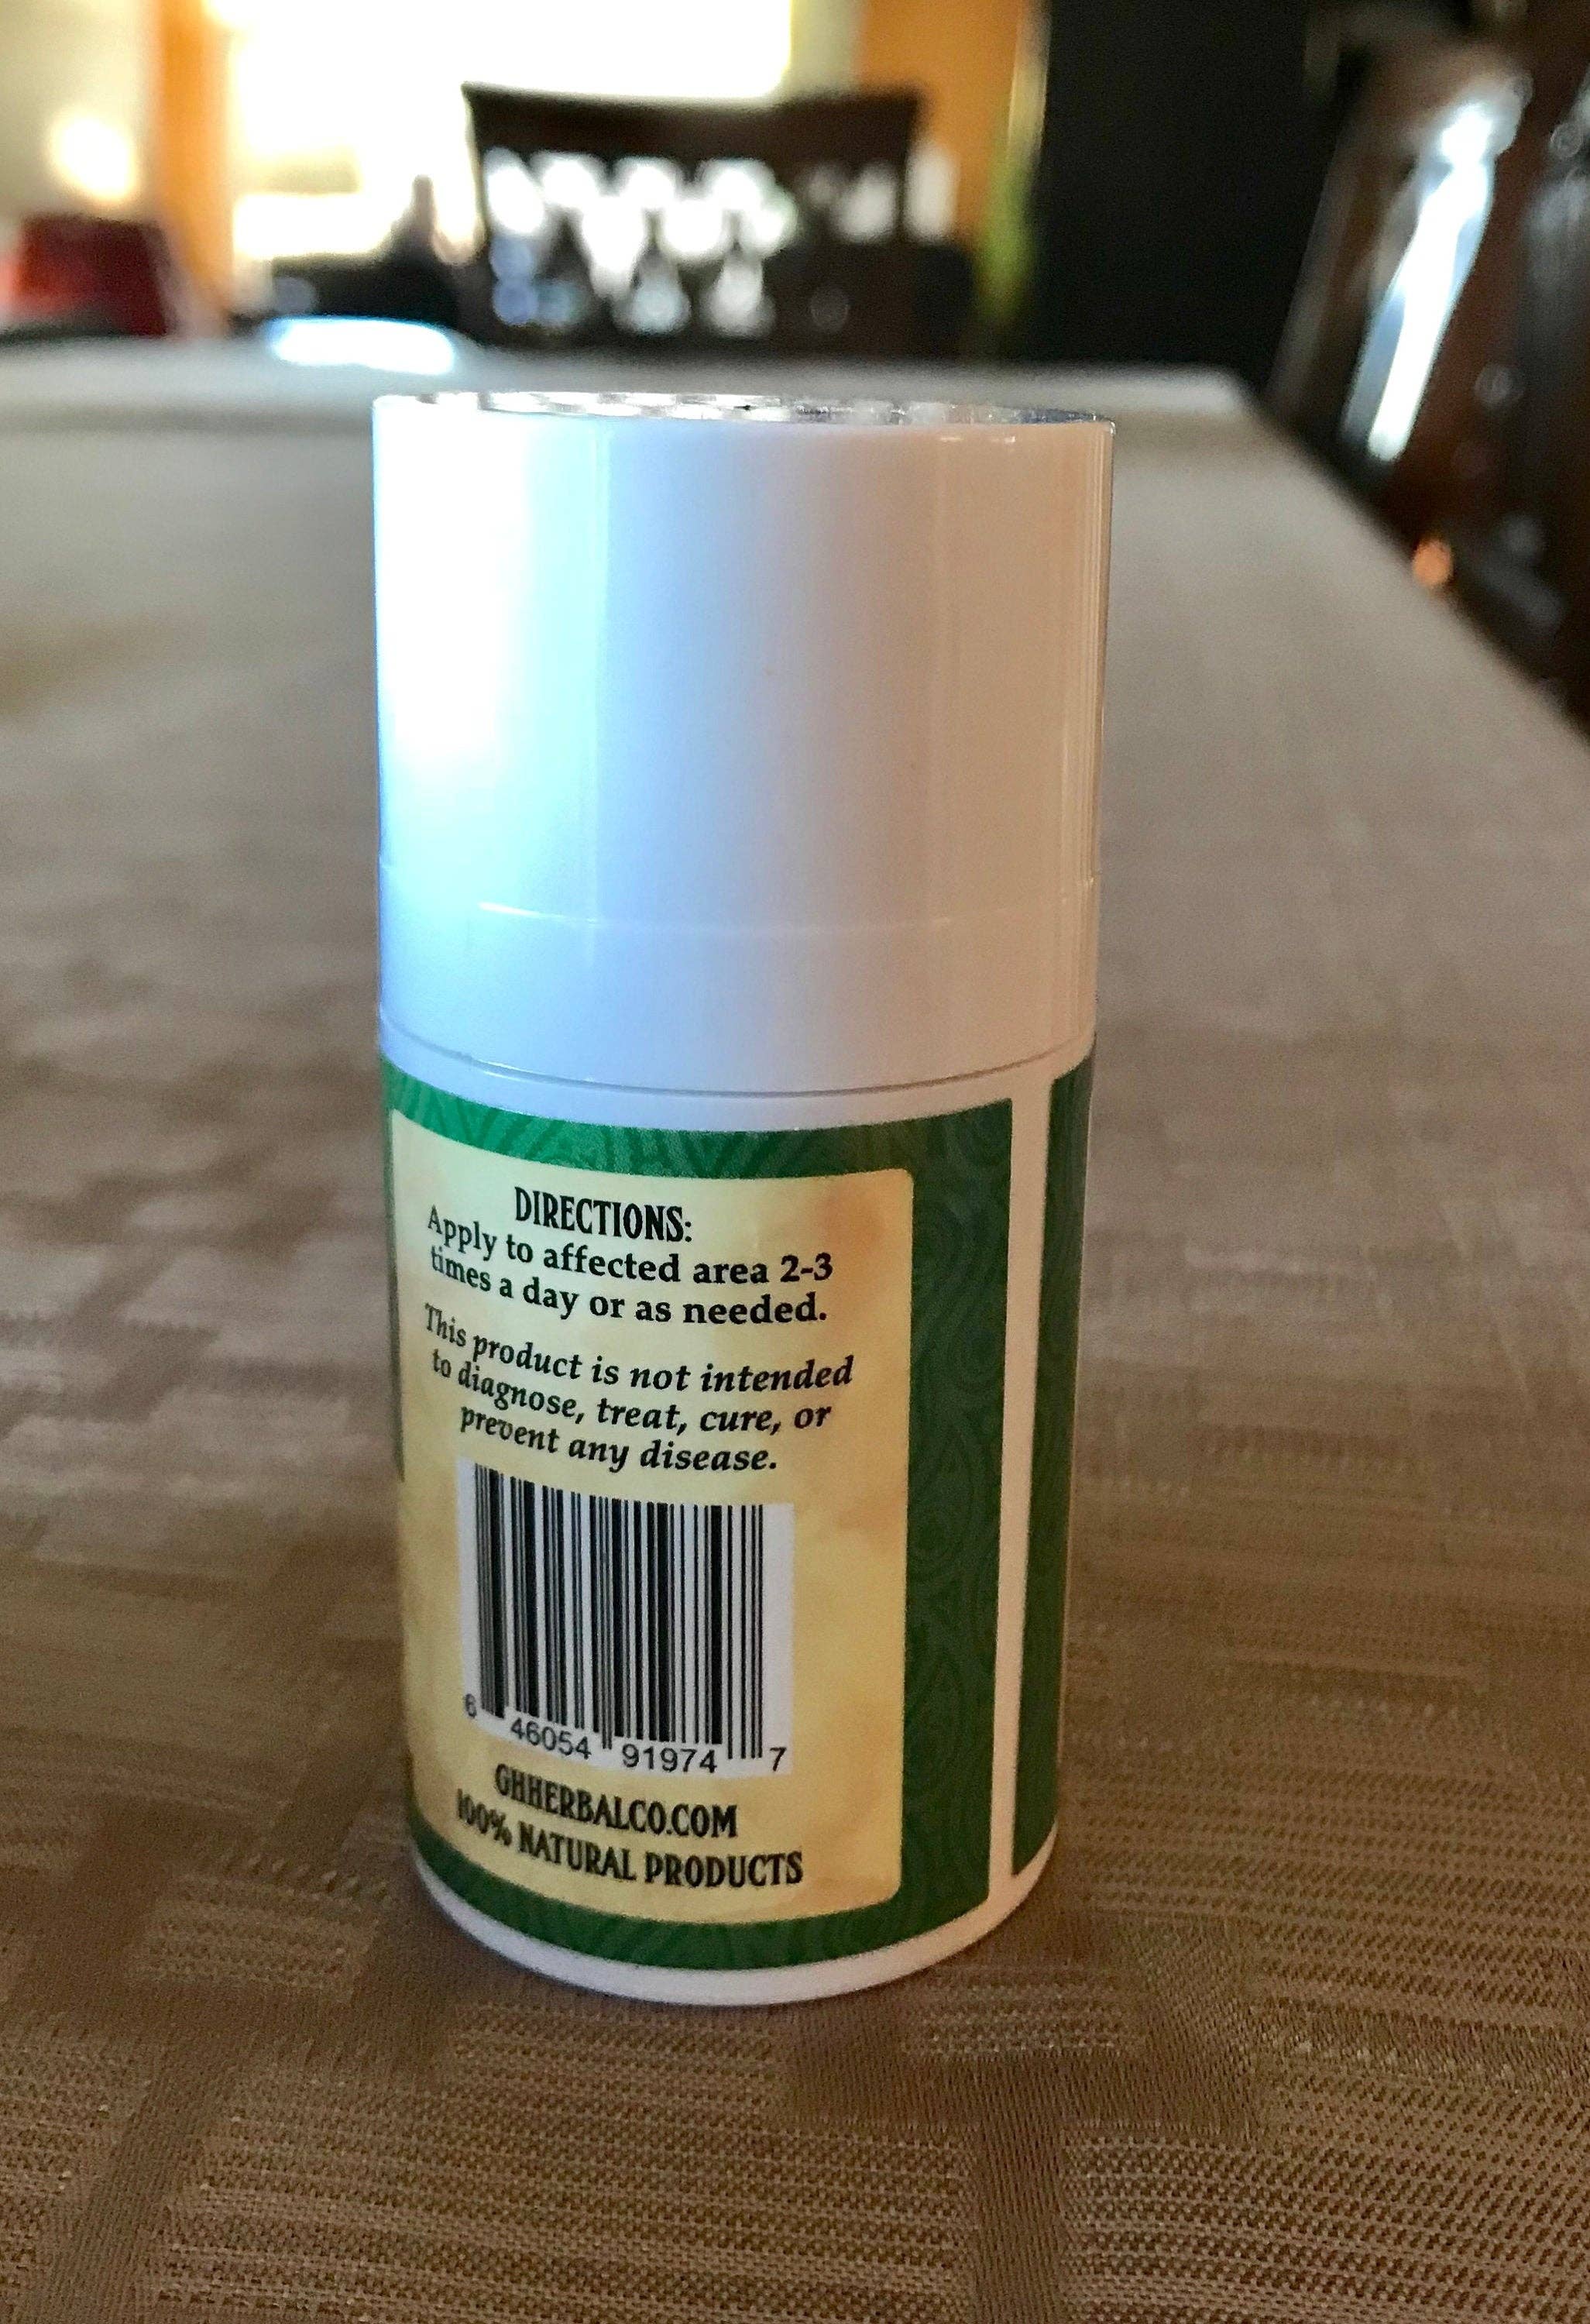 DIRECTIONS:
Apply to affected area 2-3
times a day or as needed.
This product is not intended
to diagnose, treat, cure, or
prevent any disease.
6 46054 91974 7
GHHERBALCO.COM
100% NATURAL PRODUCTS